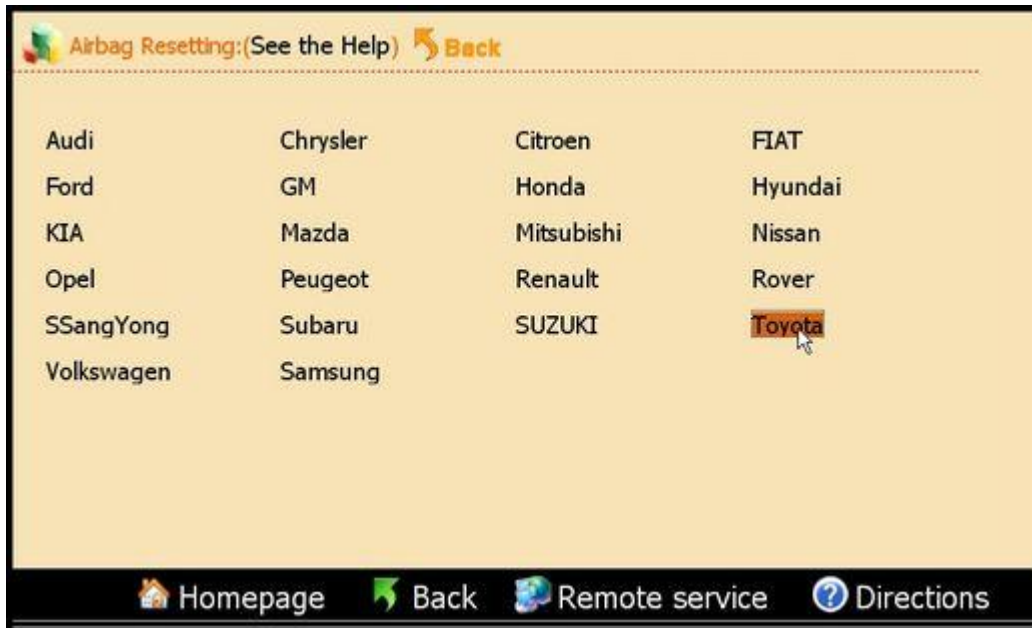 Airbag Resetting:(See the Help) Back
Audi Chrysler Citroen FIAT
Ford GM Honda Hyundai
KIA Mazda Mitsubishi Nissan
Opel Peugeot Renault Rover
SSangYong Subaru SUZUKI Toyota
Volkswagen Samsung
Homepage Back Remote service Directions